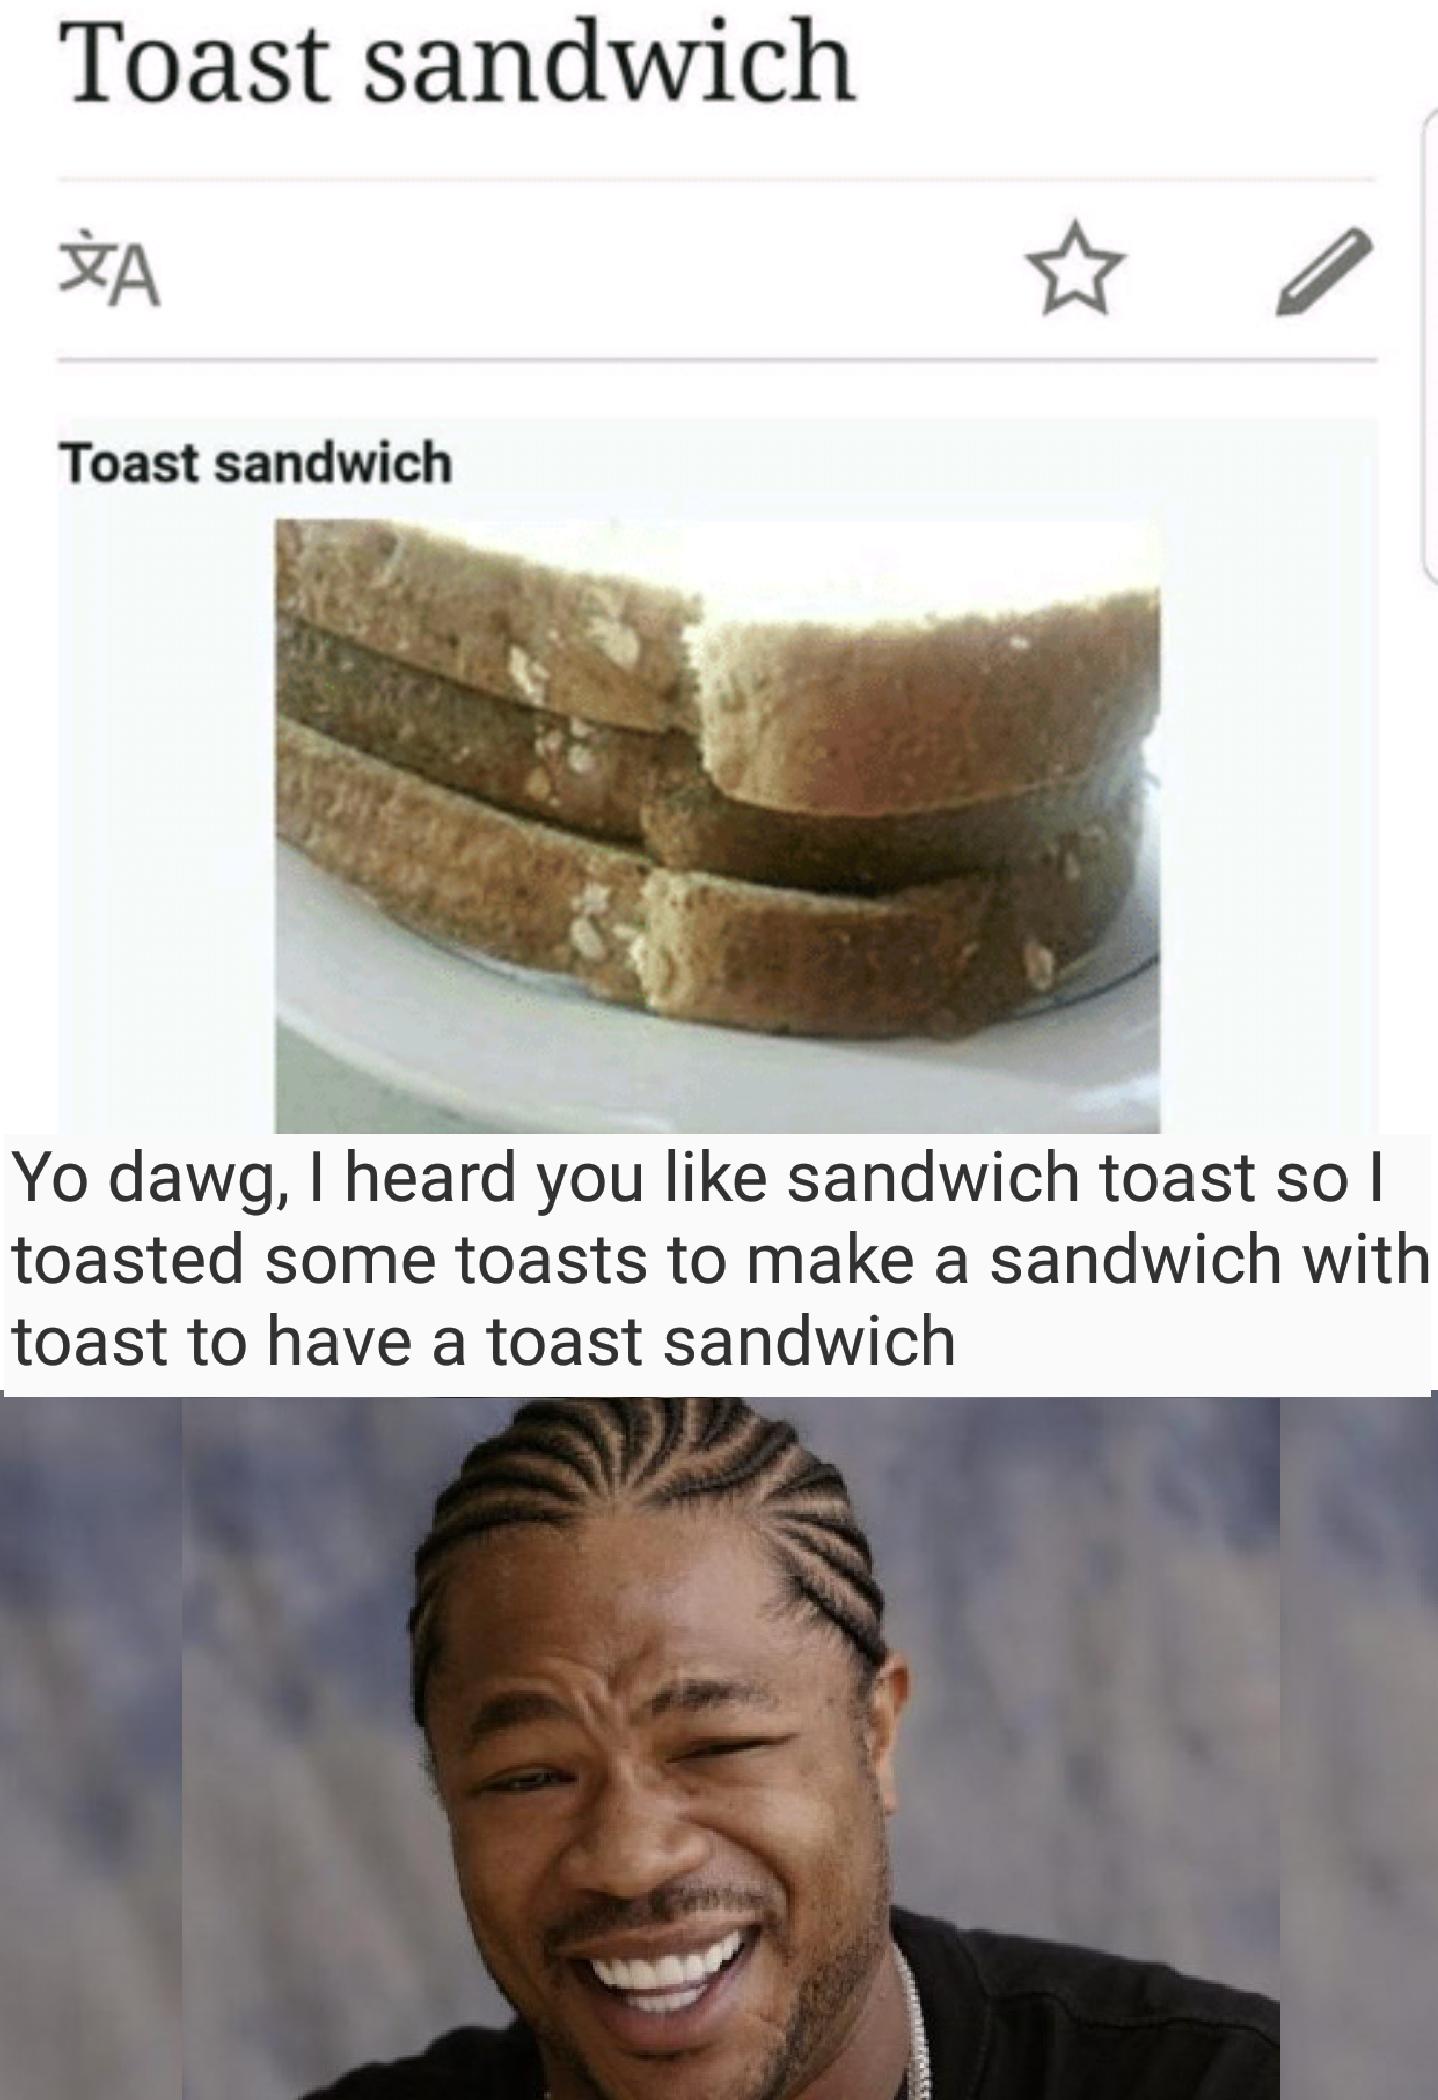 Toast sandwich
文A
Toast sandwich
Yo dawg, I heard you like sandwich toast so I
toasted some toasts to make a sandwich with
toast to have a toast sandwich